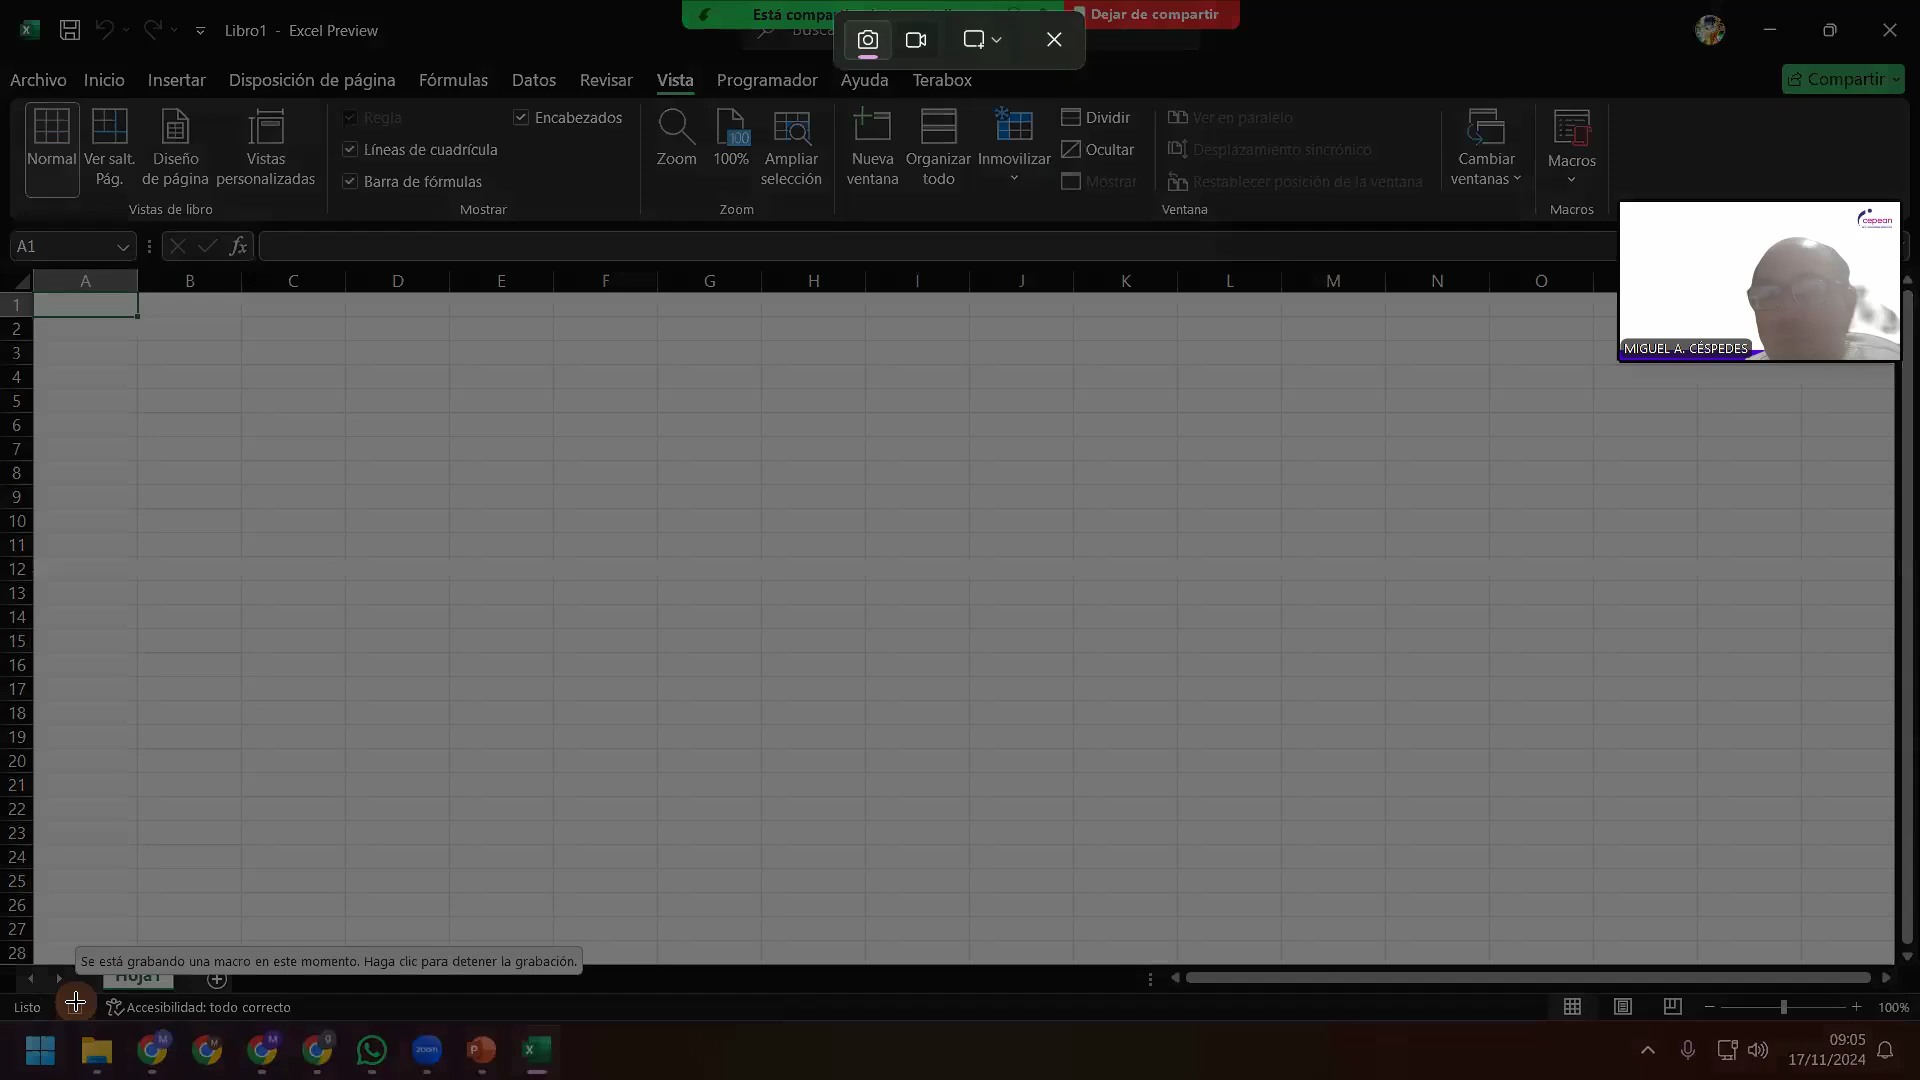 Libro1 - Excel Preview
Está compar
Dejar de compartir
Archivo Inicio Insertar Disposición de página Fórmulas Datos Revisar Vista Programador Ayuda Terabox
Compartir
Normal
Ver salt. Pág.
Diseño de página
Vistas personalizadas
Vistas de libro
Regla
Líneas de cuadrícula
Barra de fórmulas
Encabezados
Mostrar
Zoom
100
100%
Ampliar selección
Zoom
Nueva ventana
Organizar todo
Inmovilizar
Dividir
Ocultar
Mostrar
Ver en paralelo
Desplazamiento sincrónico
Restablecer posición de la ventana
Ventana
Cambiar ventanas
Macros
Macros
A1
fx
cepean
MIGUEL A. CÉSPEDES
A B C D E F G H I J K L M N O
1
2
3
4
5
6
7
8
9
10
11
12
13
14
15
16
17
18
19
20
21
22
23
24
25
26
27
28
Se está grabando una macro en este momento. Haga clic para detener la grabación.
Hoja1
Listo
Accesibilidad: todo correcto
100%
zoom
09:05
17/11/2024